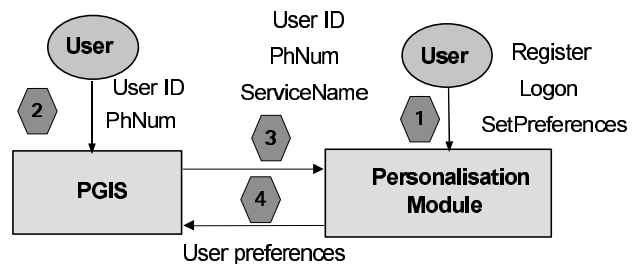 User
User ID
PhNum
2
PGIS
User ID
PhNum
ServiceName
3
4
User preferences
User
Register
Logon
SetPreferences
1
Personalisation
Module